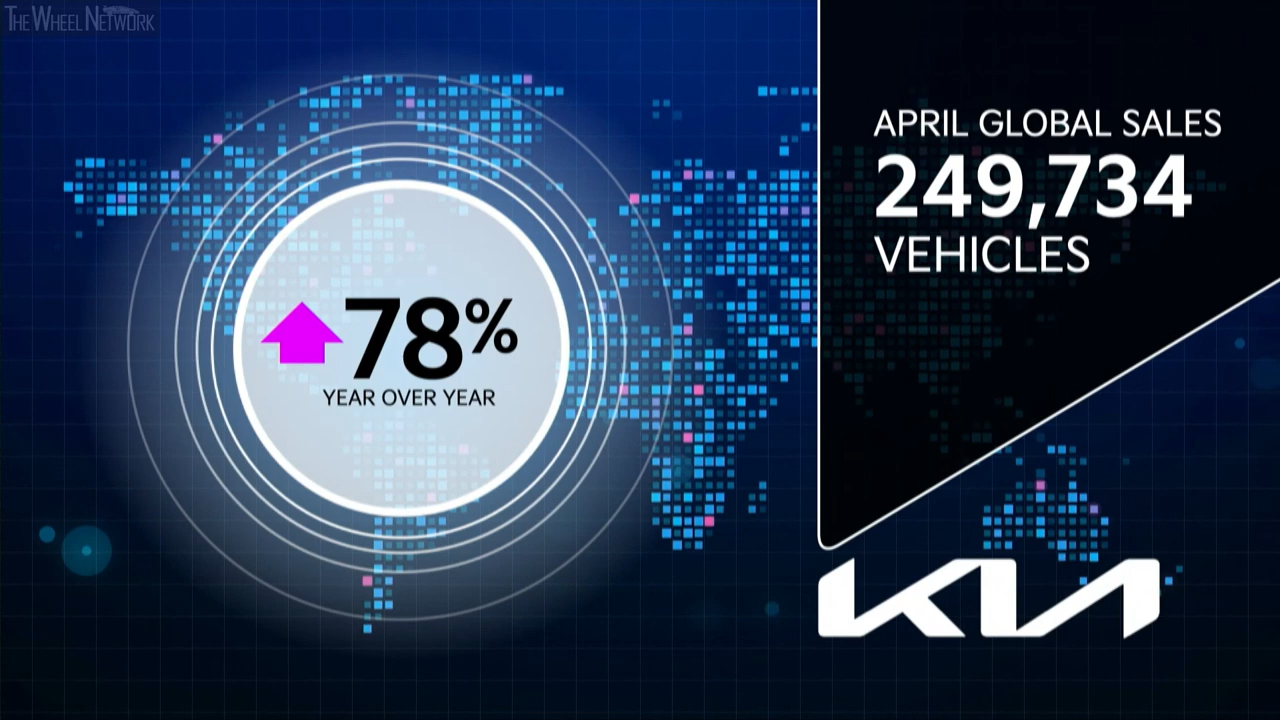 THE WHEEL NETWORK
APRIL GLOBAL SALES
249,734
VEHICLES
78%
YEAR OVER YEAR
KIA